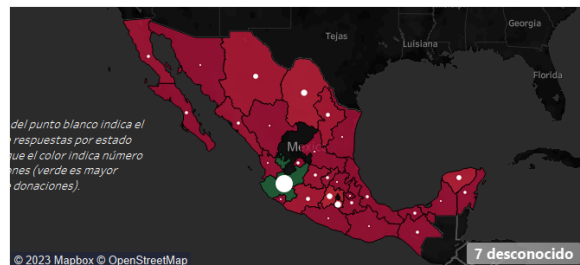 Georgia
Tejas
Luisiana
Florida
del punto blanco indica el
respuestas por estado
que el color indica número
ones (verde es mayor
donaciones).
© 2023 Mapbox © OpenStreetMap
7 desconocido